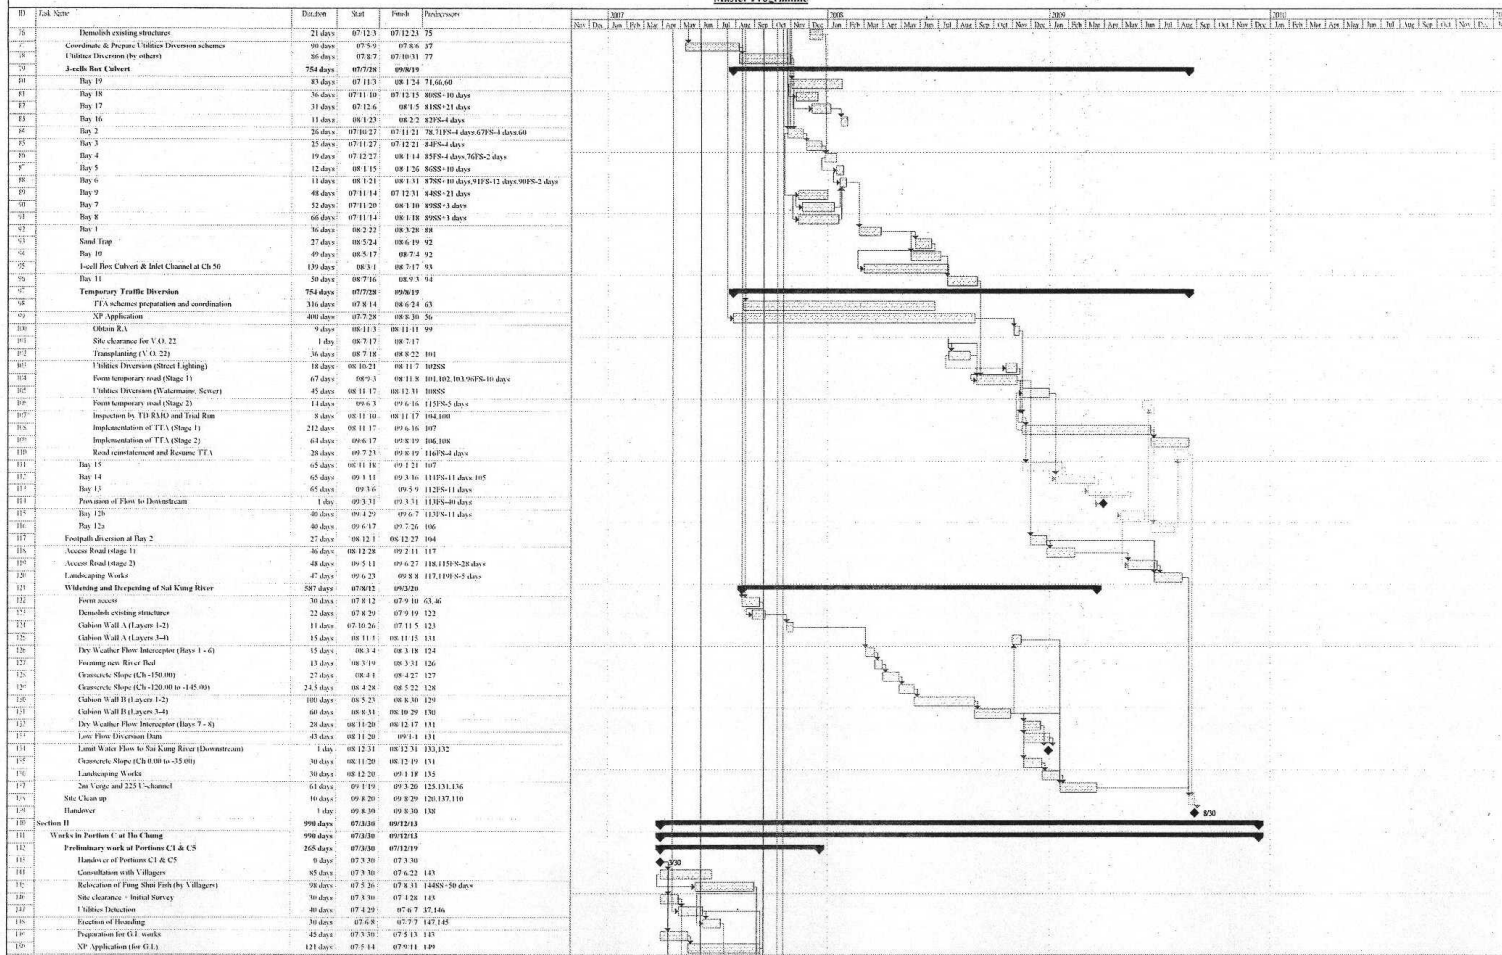 Master Programme
ID Task Name Duration Start Finish Predecessors
2007 2008 2009 2010
Nov Dec Jan Feb Mar Apr May Jun Jul Aug Sep Oct Nov Dec Jan Feb Mar Apr May Jun Jul Aug Sep Oct Nov Dec Jan Feb Mar Apr May Jun Jul Aug Sep Oct Nov Dec Jan Feb Mar Apr May Jun Jul Aug Sep Oct Nov Dec
76 Demolish existing structures 21 days 07/12/3 07/12/23 75
77 Coordinate & Prepare Utilities Diversion schemes 90 days 07/5/9 07/8/6 37
78 Utilities Diversion (by others) 86 days 07/8/7 07/10/31 77
79 3-cells Box Culvert 754 days 07/7/28 09/8/19
80 Bay 19 83 days 07/11/3 08/1/24 71,66,60
81 Bay 18 36 days 07/11/10 07/12/15 80SS+10 days
82 Bay 17 31 days 07/12/6 08/1/5 81SS+21 days
83 Bay 16 11 days 08/1/23 08/2/2 82FS-4 days
84 Bay 2 26 days 07/10/27 07/11/21 78,71FS-4 days,67FS-4 days,60
85 Bay 3 25 days 07/11/27 07/12/21 84FS-4 days
86 Bay 4 19 days 07/12/27 08/1/14 85FS-4 days,76FS-2 days
87 Bay 5 12 days 08/1/15 08/1/26 86SS+10 days
88 Bay 6 11 days 08/1/21 08/1/31 87SS+10 days,91FS-12 days,90FS-2 days
89 Bay 9 48 days 07/11/14 07/12/31 84SS+21 days
90 Bay 7 52 days 07/11/20 08/1/10 89SS+3 days
91 Bay 8 66 days 07/11/14 08/1/18 89SS+3 days
92 Bay 1 36 days 08/2/22 08/3/28 88
93 Sand Trap 27 days 08/5/24 08/6/19 92
94 Bay 10 49 days 08/5/17 08/7/4 92
95 1-cell Box Culvert & Inlet Channel at Ch 50 139 days 08/3/1 08/7/17 93
96 Bay 11 50 days 08/7/16 08/9/3 94
97 Temporary Traffic Diversion 754 days 07/7/28 09/8/19
98 TTA schemes preparation and coordination 316 days 07/8/14 08/6/24 63
99 XP Application 400 days 07/7/28 08/8/30 56
100 Obtain RA 9 days 08/11/3 08/11/11 99
101 Site clearance for V.O. 22 1 day 08/7/17 08/7/17
102 Transplanting (V.O. 22) 36 days 08/7/18 08/8/22 101
103 Utilities Diversion (Street Lighting) 18 days 08/10/21 08/11/7 102SS
104 Form temporary road (Stage 1) 67 days 08/9/3 08/11/8 101,102,103,96FS-10 days
105 Utilities Diversion (Watermains, Sewer) 45 days 08/11/17 08/12/31 108SS
106 Form temporary road (Stage 2) 14 days 09/6/3 09/6/16 115FS-5 days
107 Inspection by TD/RMO and Trial Run 8 days 08/11/10 08/11/17 104,100
108 Implementation of TTA (Stage 1) 212 days 08/11/17 09/6/16 107
109 Implementation of TTA (Stage 2) 64 days 09/6/17 09/8/19 106,108
110 Road reinstatement and Resume TTA 28 days 09/7/23 09/8/19 116FS-4 days
111 Bay 15 65 days 08/11/18 09/1/21 107
112 Bay 14 65 days 09/1/11 09/3/16 111FS-11 days,105
113 Bay 13 65 days 09/3/6 09/5/9 112FS-11 days
114 Provision of Flow to Downstream 1 day 09/3/31 09/3/31 113FS-40 days
115 Bay 12b 40 days 09/4/29 09/6/7 113FS-11 days
116 Bay 12a 40 days 09/6/17 09/7/26 106
117 Footpath diversion at Bay 2 27 days 08/12/1 08/12/27 104
118 Access Road (stage 1) 46 days 08/12/28 09/2/11 117
119 Access Road (stage 2) 48 days 09/5/11 09/6/27 118,115FS-28 days
120 Landscaping Works 47 days 09/6/23 09/8/8 117,119FS-5 days
121 Widening and Deepening of Sai Kung River 587 days 07/8/12 09/3/20
122 Form access 30 days 07/8/12 07/9/10 63,46
123 Demolish existing structures 22 days 07/8/29 07/9/19 122
124 Gabion Wall A (Layers 1-2) 11 days 07/10/26 07/11/5 123
125 Gabion Wall A (Layers 3-4) 15 days 08/11/1 08/11/15 131
126 Dry Weather Flow Interceptor (Bays 1 - 6) 15 days 08/3/4 08/3/18 124
127 Forming new River Bed 13 days 08/3/19 08/3/31 126
128 Grasscrete Slope (Ch -150.00) 27 days 08/4/1 08/4/27 127
129 Grasscrete Slope (Ch -120.00 to -145.00) 24.5 days 08/4/28 08/5/22 128
130 Gabion Wall B (Layers 1-2) 100 days 08/5/23 08/8/30 129
131 Gabion Wall B (Layers 3-4) 60 days 08/8/31 08/10/29 130
132 Dry Weather Flow Interceptor (Bays 7 - 8) 28 days 08/11/20 08/12/17 131
133 Low Flow Diversion Dam 43 days 08/11/20 09/1/1 131
134 Limit Water Flow to Sai Kung River (Downstream) 1 day 08/12/31 08/12/31 133,132
135 Grasscrete Slope (Ch 0.00 to -35.00) 30 days 08/11/20 08/12/19 131
136 Landscaping Works 30 days 08/12/20 09/1/18 135
137 2m Verge and 225 U-channel 61 days 09/1/19 09/3/20 125,131,136
138 Site Clean up 10 days 09/8/20 09/8/29 120,137,110
139 Handover 1 day 09/8/30 09/8/30 138
8/30
140 Section II 990 days 07/3/30 09/12/13
141 Works in Portion C at Ho Chung 990 days 07/3/30 09/12/13
142 Preliminary work at Portions C1 & C5 265 days 07/3/30 07/12/19
143 Handover of Portions C1 & C5 0 days 07/3/30 07/3/30
3/30
144 Consultation with Villagers 85 days 07/3/30 07/6/22 143
145 Relocation of Fung Shui Fish (by Villagers) 98 days 07/5/26 07/8/31 144SS+50 days
146 Site clearance + Initial Survey 30 days 07/3/30 07/4/28 143
147 Utilities Detection 40 days 07/4/29 07/6/7 37,146
148 Erection of Hoarding 30 days 07/6/8 07/7/7 147,145
149 Preparation for G.I. works 45 days 07/3/30 07/5/13 143
150 XP Application (for G.I.) 121 days 07/5/14 07/9/11 149